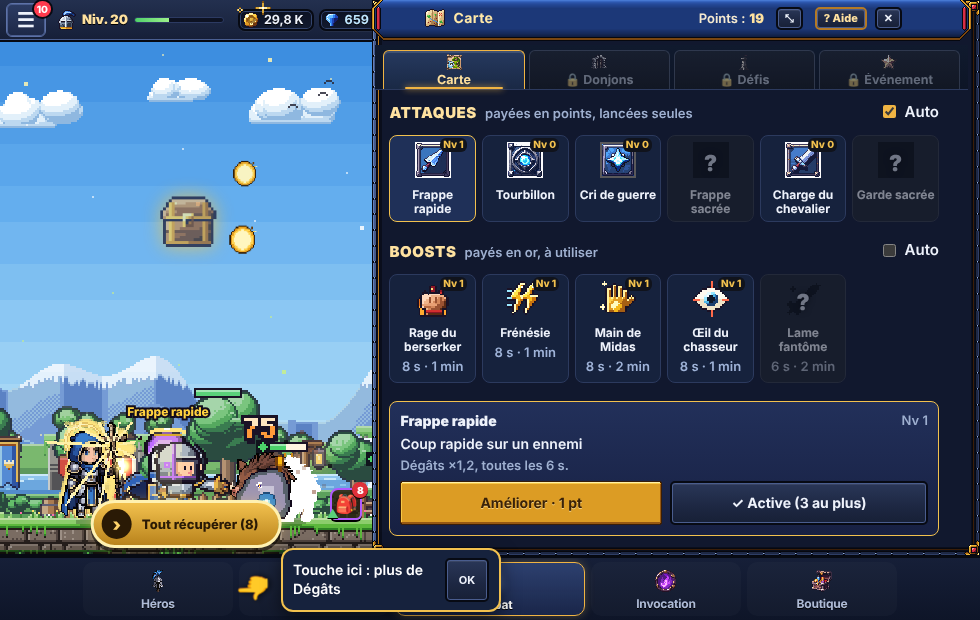 10
Niv. 20
29,8 K
659
Carte
Points : 19
? Aide
Carte
Donjons
Défis
Événement
ATTAQUES payées en points, lancées seules
Auto
Nv 1
Frappe rapide
Nv 0
Tourbillon
Nv 0
Cri de guerre
?
Frappe sacrée
Nv 0
Charge du chevalier
?
Garde sacrée
BOOSTS payés en or, à utiliser
Auto
Nv 1
Rage du berserker
8 s · 1 min
Nv 1
Frénésie
8 s · 1 min
Nv 1
Main de Midas
8 s · 2 min
Nv 1
Œil du chasseur
8 s · 1 min
?
Lame fantôme
6 s · 2 min
Frappe rapide
75
8
Tout récupérer (8)
Frappe rapide
Nv 1
Coup rapide sur un ennemi
Dégâts ×1,2, toutes les 6 s.
Améliorer · 1 pt
✓ Active (3 au plus)
Touche ici : plus de
Dégâts
OK
Héros
Invocation
Boutique